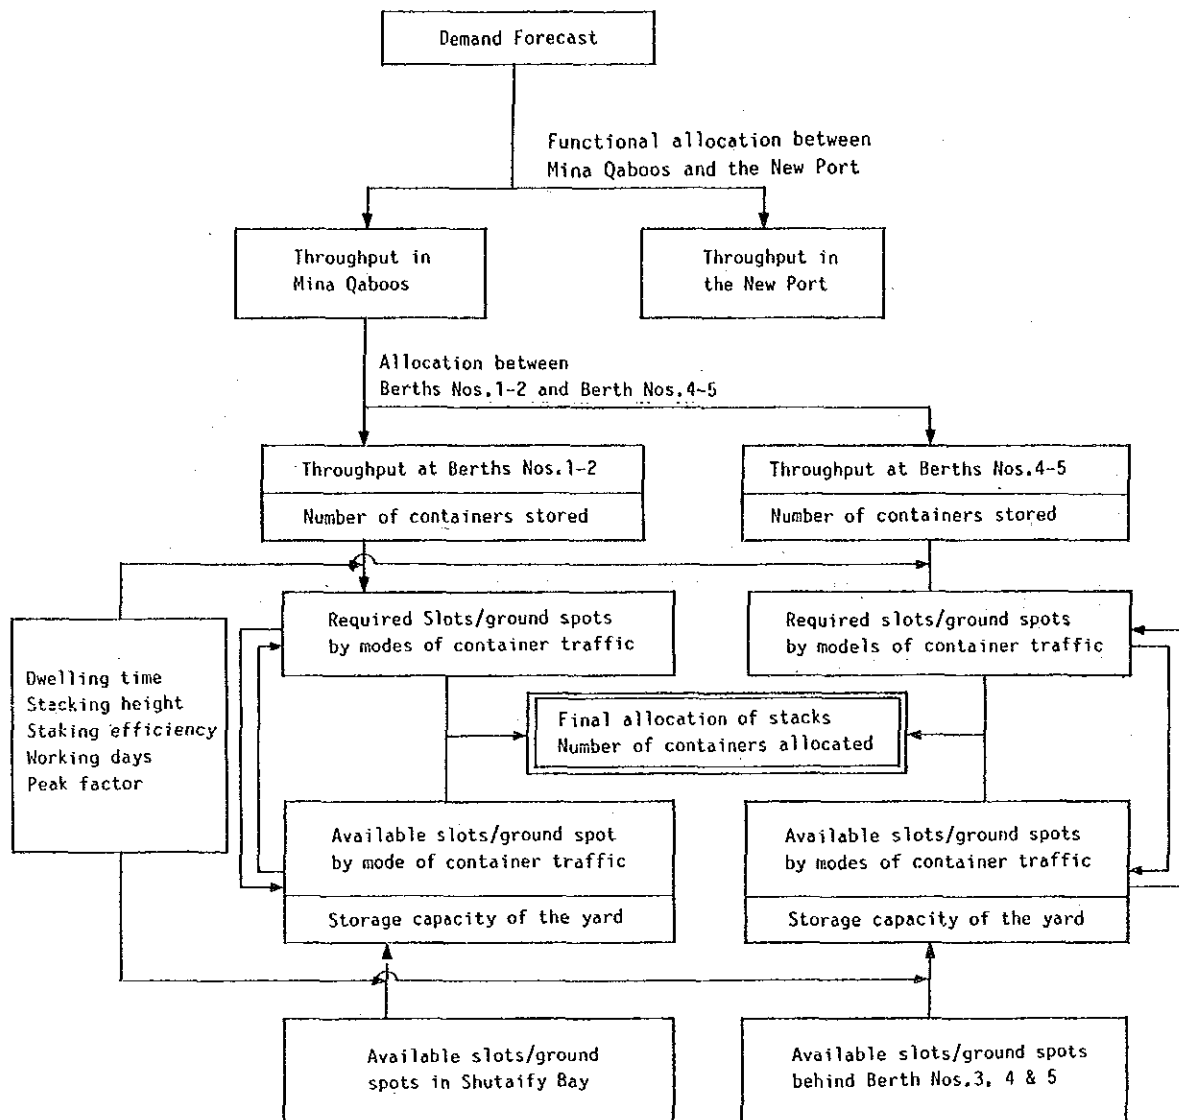 Demand Forecast
Functional allocation between
Mina Qaboos and the New Port
Throughput in
Mina Qaboos
Throughput in
the New Port
Allocation between
Berths Nos.1-2 and Berth Nos.4-5
Throughput at Berths Nos.1-2
Number of containers stored
Throughput at Berths Nos.4-5
Number of containers stored
Required Slots/ground spots
by modes of container traffic
Required slots/ground spots
by models of container traffic
Dwelling time
Stacking height
Staking efficiency
Working days
Peak factor
Final allocation of stacks
Number of containers allocated
Available slots/ground spot
by mode of container traffic
Storage capacity of the yard
Available slots/ground spots
by modes of container traffic
Storage capacity of the yard
Available slots/ground
spots in Shutaify Bay
Available slots/ground spots
behind Berth Nos.3, 4 & 5